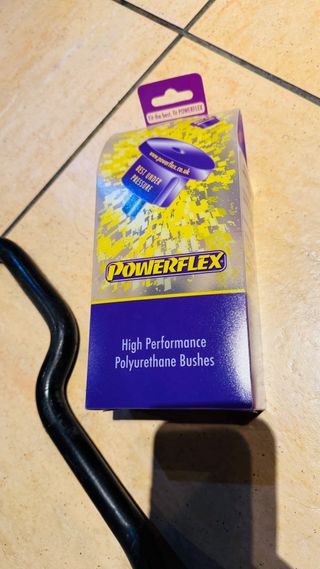 Fit the best, fit POWERFLEX
www.powerflex.co.uk
BEST UNDER
PRESSURE
POWERFLEX
High Performance
Polyurethane Bushes